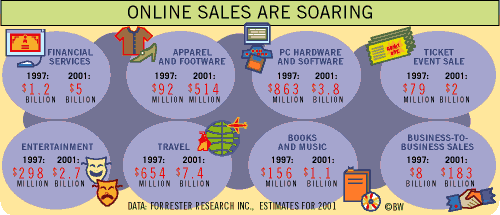 ONLINE SALES ARE SOARING
FINANCIAL
SERVICES
1997: 2001:
$1.2 $5
BILLION BILLION
APPAREL
AND FOOTWARE
1997: 2001:
$92 $514
MILLION MILLION
PC HARDWARE
AND SOFTWARE
1997: 2001:
$863 $3.8
MILLION BILLION
TICKET
EVENT SALE
1997: 2001:
$79 $2
MILLION BILLION
ENTERTAINMENT
1997: 2001:
$298 $2.7
MILLION BILLION
TRAVEL
1997: 2001:
$654 $7.4
MILLION BILLION
BOOKS
AND MUSIC
1997: 2001:
$156 $1.1
MILLION BILLION
BUSINESS-TO-
BUSINESS SALES
1997: 2001:
$8 $183
BILLION BILLION
DATA: FORRESTER RESEARCH INC., ESTIMATES FOR 2001
©BW